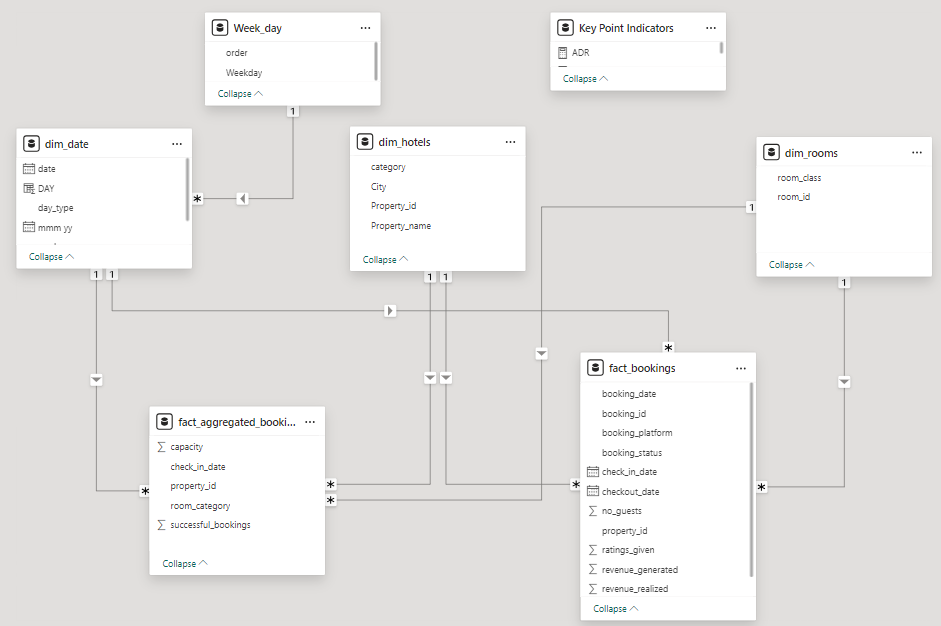 Week_day
order
Weekday
Collapse
Key Point Indicators
ADR
Collapse
dim_date
date
DAY
day_type
mmm yy
Collapse
dim_hotels
category
City
Property_id
Property_name
Collapse
dim_rooms
room_class
room_id
Collapse
1
*
1
1
1
1
1
1
*
fact_aggregated_booki...
capacity
check_in_date
property_id
room_category
successful_bookings
Collapse
*
*
*
fact_bookings
booking_date
booking_id
booking_platform
booking_status
check_in_date
checkout_date
no_guests
property_id
ratings_given
revenue_generated
revenue_realized
Collapse
*
*